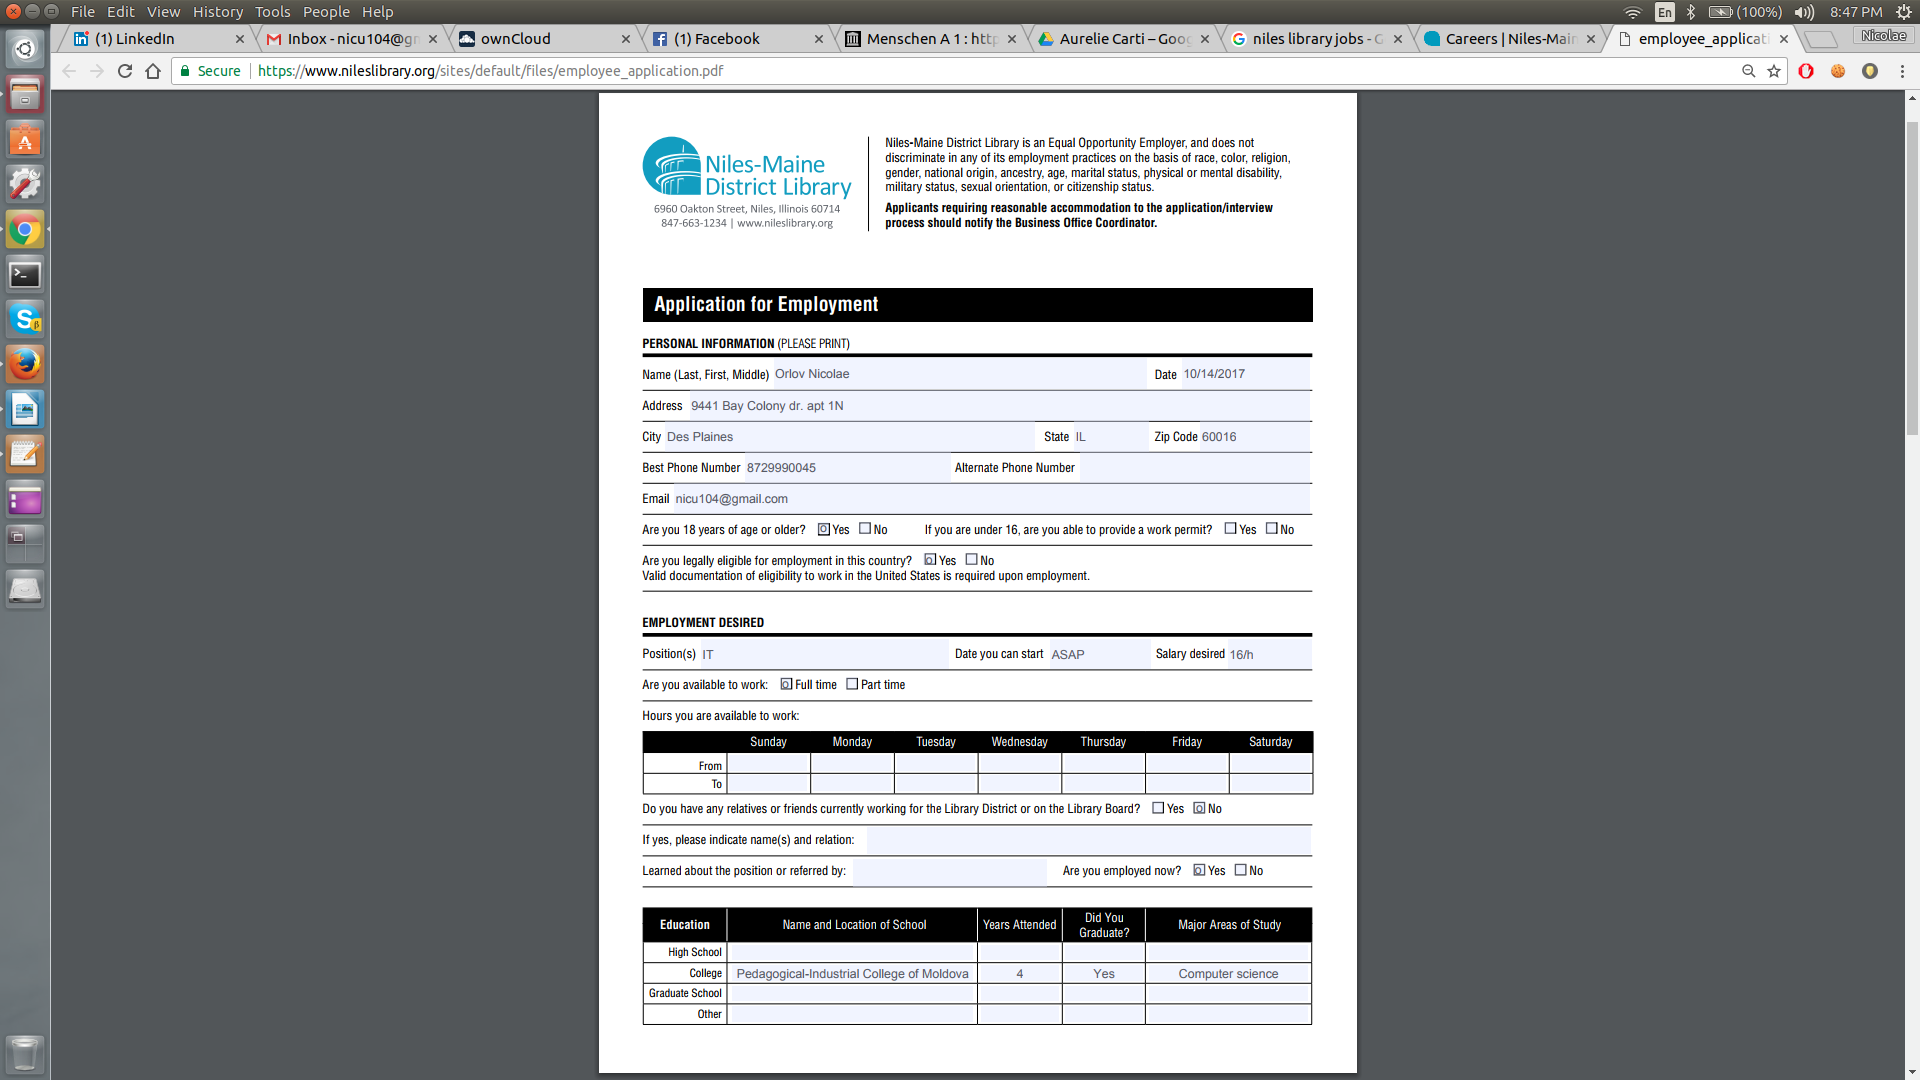 File Edit View History Tools People Help
En (100%) 8:47 PM
(1) LinkedIn Inbox - nicu104@gm ownCloud (1) Facebook Menschen A 1 : http Aurelie Carti – Goog niles library jobs - G Careers | Niles-Main employee_applicati Nicolae
Secure https://www.nileslibrary.org/sites/default/files/employee_application.pdf
Niles-Maine
District Library
6960 Oakton Street, Niles, Illinois 60714
847-663-1234 | www.nileslibrary.org
Niles-Maine District Library is an Equal Opportunity Employer, and does not
discriminate in any of its employment practices on the basis of race, color, religion,
gender, national origin, ancestry, age, marital status, physical or mental disability,
military status, sexual orientation, or citizenship status.
Applicants requiring reasonable accommodation to the application/interview
process should notify the Business Office Coordinator.
Application for Employment
PERSONAL INFORMATION (PLEASE PRINT)
Name (Last, First, Middle) Orlov Nicolae Date 10/14/2017
Address 9441 Bay Colony dr. apt 1N
City Des Plaines State IL Zip Code 60016
Best Phone Number 8729990045 Alternate Phone Number
Email nicu104@gmail.com
Are you 18 years of age or older? Yes No If you are under 16, are you able to provide a work permit? Yes No
Are you legally eligible for employment in this country? Yes No
Valid documentation of eligibility to work in the United States is required upon employment.
EMPLOYMENT DESIRED
Position(s) IT Date you can start ASAP Salary desired 16/h
Are you available to work: Full time Part time
Hours you are available to work:
Sunday Monday Tuesday Wednesday Thursday Friday Saturday
From
To
Do you have any relatives or friends currently working for the Library District or on the Library Board? Yes No
If yes, please indicate name(s) and relation:
Learned about the position or referred by: Are you employed now? Yes No
Education Name and Location of School Years Attended Did You Graduate? Major Areas of Study
High School
College Pedagogical-Industrial College of Moldova 4 Yes Computer science
Graduate School
Other